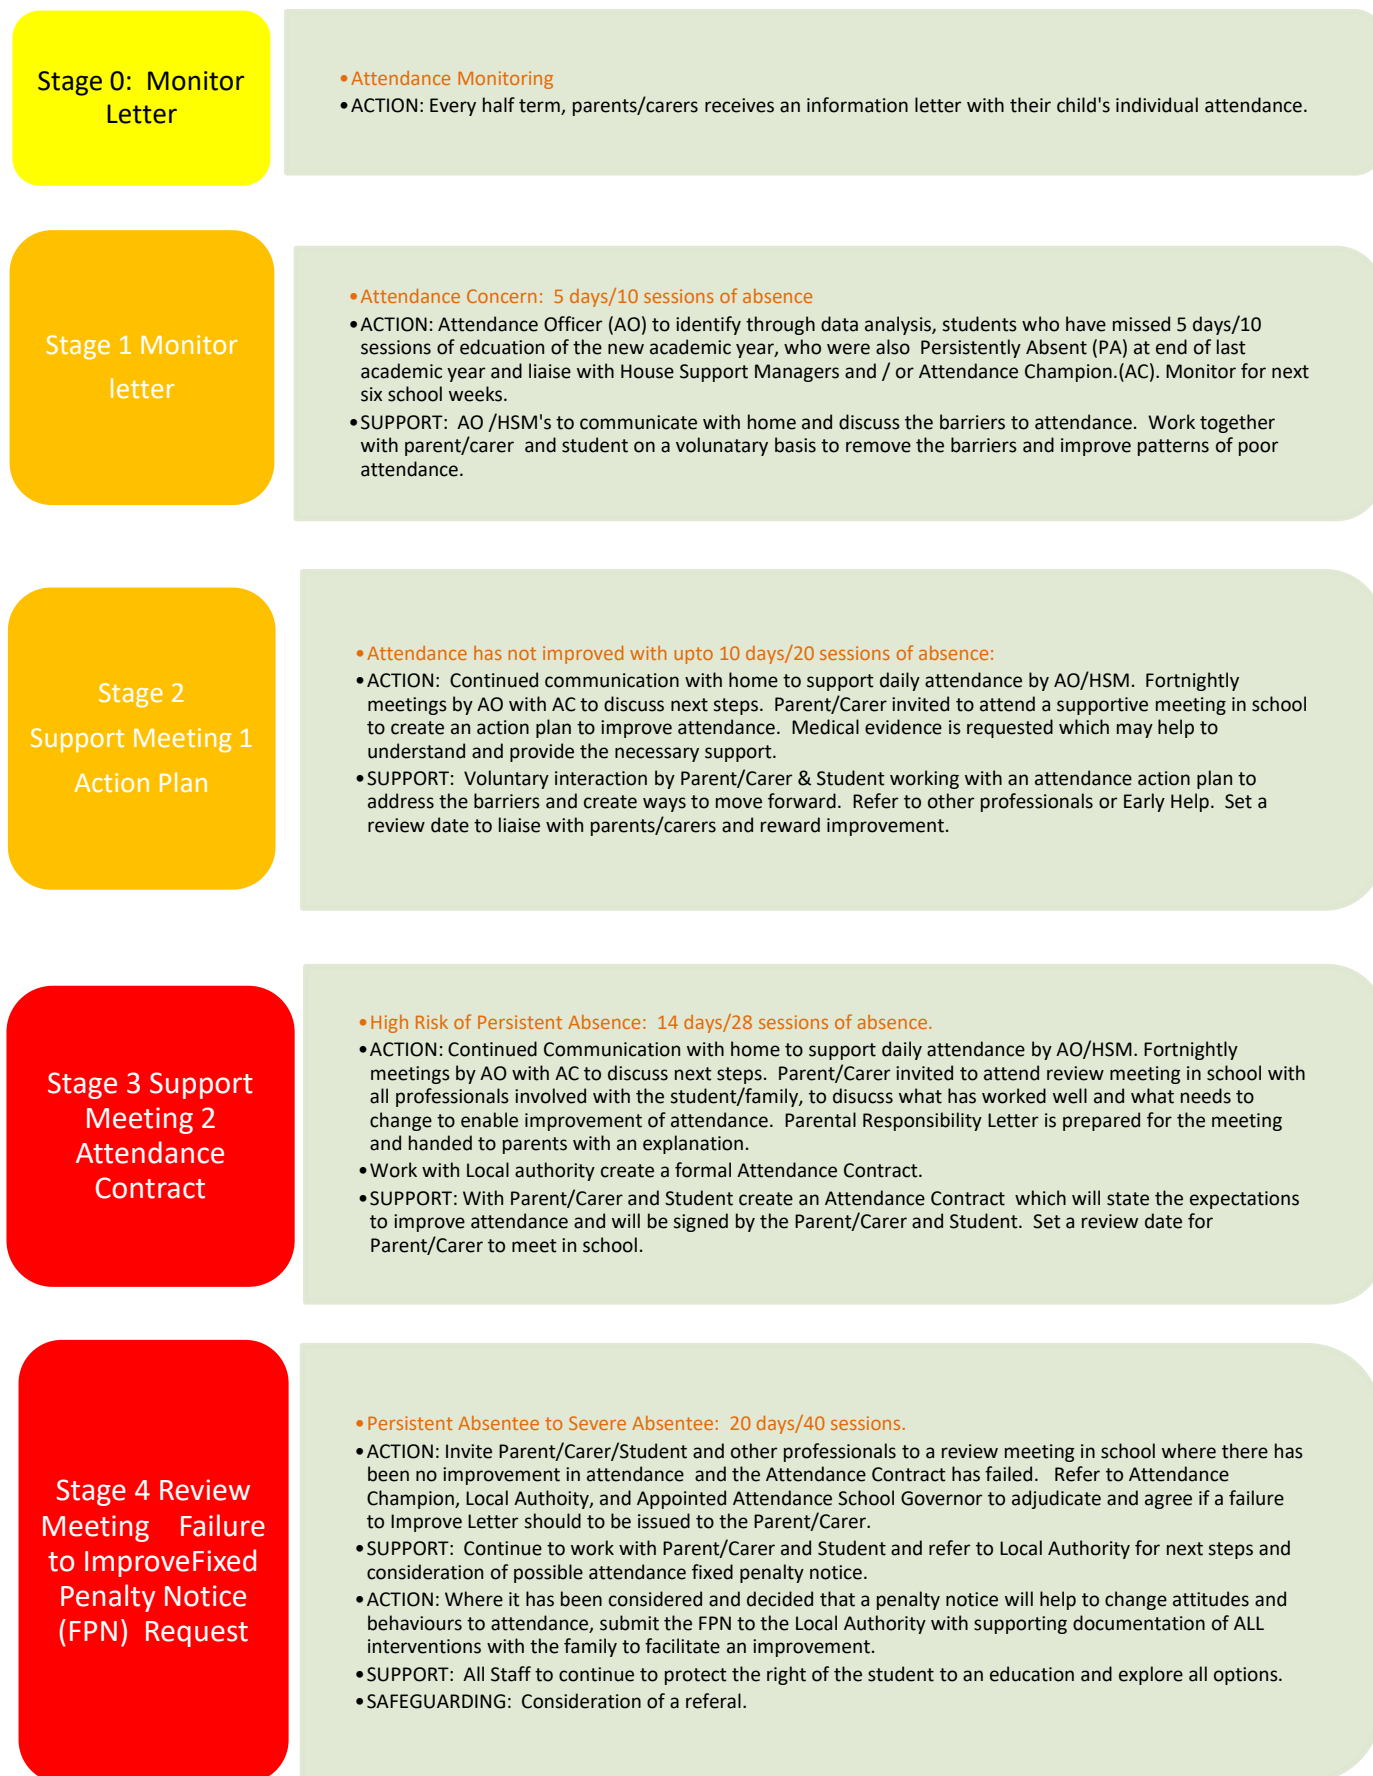 Stage 0:  Monitor
Letter
•Attendance Monitoring
•ACTION: Every half term, parents/carers receives an information letter with their child's individual attendance.
Stage 1 Monitor
letter
•Attendance Concern:  5 days/10 sessions of absence
•ACTION: Attendance Officer (AO) to identify through data analysis, students who have missed 5 days/10
sessions of edcuation of the new academic year, who were also  Persistently Absent (PA) at end of last
academic year and liaise with House Support Managers and / or Attendance Champion.(AC). Monitor for next
six school weeks.
•SUPPORT:  AO /HSM's to communicate with home and discuss the barriers to attendance.  Work together
with parent/carer  and student on a volunatary basis to remove the barriers and improve patterns of poor
attendance.
Stage 2
Support Meeting 1
Action Plan
•Attendance has not improved with upto 10 days/20 sessions of absence:
•ACTION:  Continued communication with home to support daily attendance by AO/HSM.  Fortnightly
meetings by AO with AC to discuss next steps.  Parent/Carer invited to attend a supportive meeting in school
to create an action plan to improve attendance.  Medical evidence is requested which may help to
understand and provide the necessary support.
•SUPPORT:  Voluntary interaction by Parent/Carer & Student working with an attendance action plan to
address the barriers and create ways to move forward.  Refer to other professionals or Early Help.  Set a
review date to liaise with parents/carers and reward improvement.
Stage 3 Support
Meeting 2
Attendance
Contract
•High Risk of Persistent Absence:  14 days/28 sessions of absence.
•ACTION: Continued Communication with home to support daily attendance by AO/HSM. Fortnightly
meetings by AO with AC to discuss next steps.  Parent/Carer invited to attend review meeting in school with
all professionals involved with the student/family, to disucss what has worked well and what needs to
change to enable improvement of attendance.  Parental Responsibility Letter is prepared for the meeting
and handed to parents with an explanation.
•Work with Local authority create a formal Attendance Contract.
•SUPPORT: With Parent/Carer and Student create an Attendance Contract  which will state the expectations
to improve attendance and will be signed by the Parent/Carer and Student.  Set a review date for
Parent/Carer to meet in school.
Stage 4 Review
Meeting    Failure
to ImproveFixed
Penalty Notice
(FPN)  Request
•Persistent Absentee to Severe Absentee:  20 days/40 sessions.
•ACTION: Invite Parent/Carer/Student and other professionals to a review meeting in school where there has
been no improvement in attendance  and the Attendance Contract has failed.   Refer to Attendance
Champion, Local Authoity, and Appointed Attendance School Governor to adjudicate and agree if a failure
to Improve Letter should to be issued to the Parent/Carer.
•SUPPORT:  Continue to work with Parent/Carer and Student and refer to Local Authority for next steps and
consideration of possible attendance fixed penalty notice.
•ACTION: Where it has been considered and decided that a penalty notice will help to change attitudes and
behaviours to attendance, submit the FPN to the Local Authority with supporting documentation of ALL
interventions with the family to facilitate an improvement.
•SUPPORT:  All Staff to continue to protect the right of the student to an education and explore all options.
•SAFEGUARDING:  Consideration of a referal.